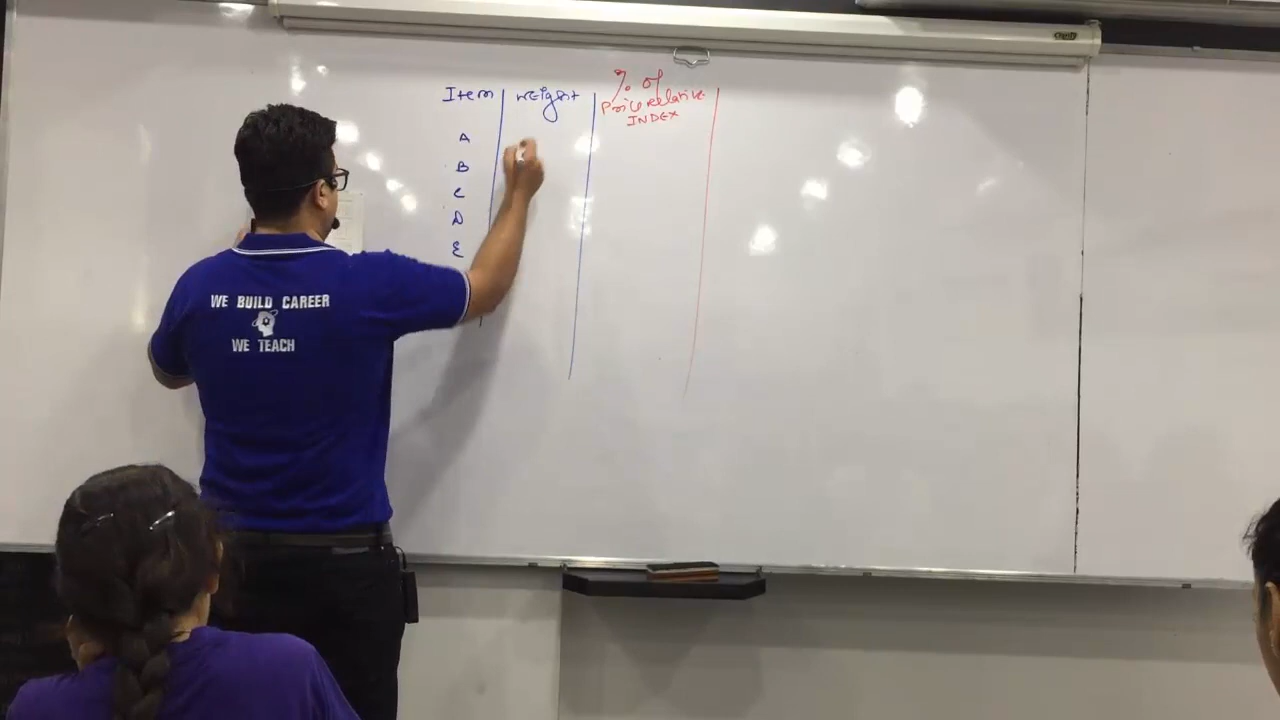 Item weight % of
Price relative
INDEX
A
B
C
D
E
WE BUILD CAREER
WE TEACH